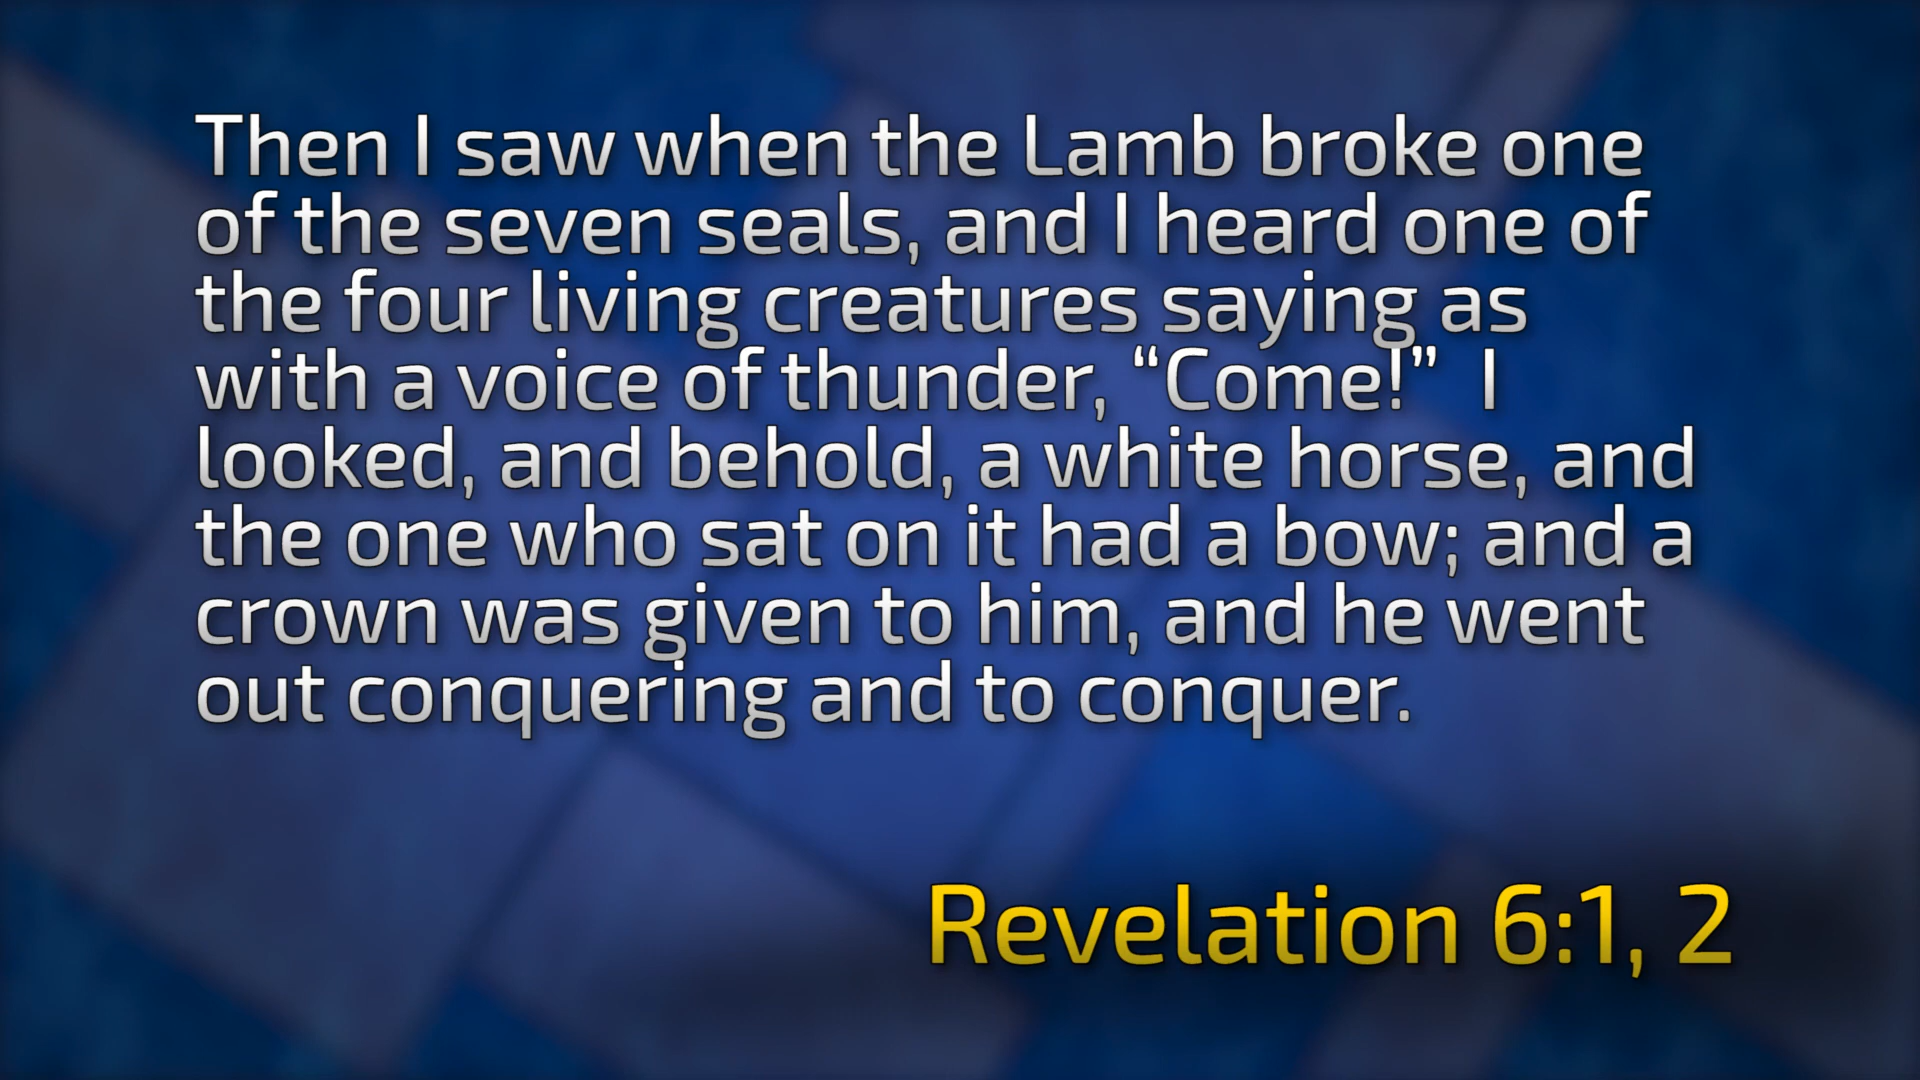 Then I saw when the Lamb broke one
of the seven seals, and I heard one of
the four living creatures saying as
with a voice of thunder, “Come!”  I
looked, and behold, a white horse, and
the one who sat on it had a bow; and a
crown was given to him, and he went
out conquering and to conquer.
Revelation 6:1, 2